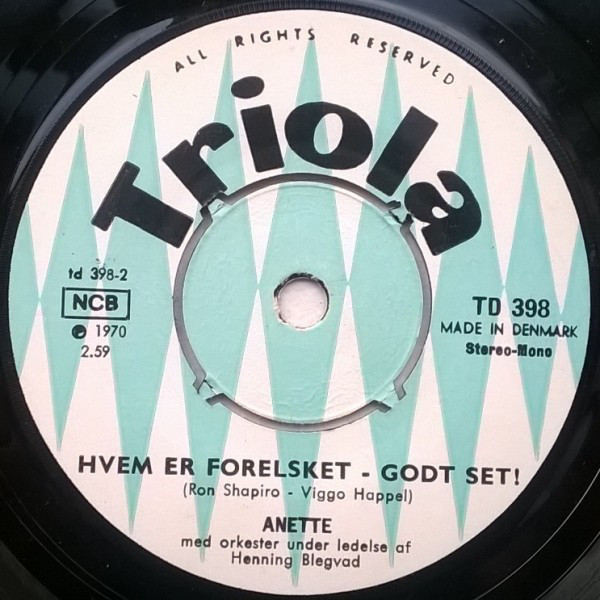 ALL RIGHTS RESERVED
Triola
td 398-2
NCB
℗ 1970
2.59
TD 398
MADE IN DENMARK
Stereo-Mono
HVEM ER FORELSKET - GODT SET!
(Ron Shapiro - Viggo Happel)
ANETTE
med orkester under ledelse af
Henning Blegvad